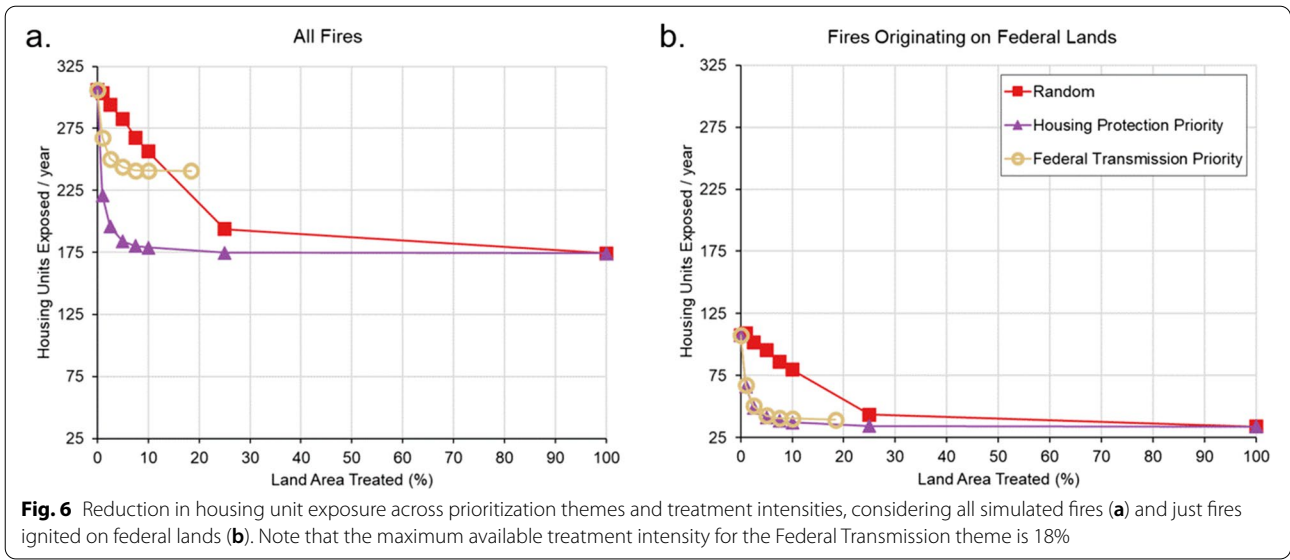 a.
All Fires
325
275
225
175
125
75
25
Housing Units Exposed / year
0 10 20 30 40 50 60 70 80 90 100
Land Area Treated (%)
b.
Fires Originating on Federal Lands
325
275
225
175
125
75
25
Housing Units Exposed / year
Random
Housing Protection Priority
Federal Transmission Priority
0 10 20 30 40 50 60 70 80 90 100
Land Area Treated (%)
Fig. 6 Reduction in housing unit exposure across prioritization themes and treatment intensities, considering all simulated fires (a) and just fires
ignited on federal lands (b). Note that the maximum available treatment intensity for the Federal Transmission theme is 18%